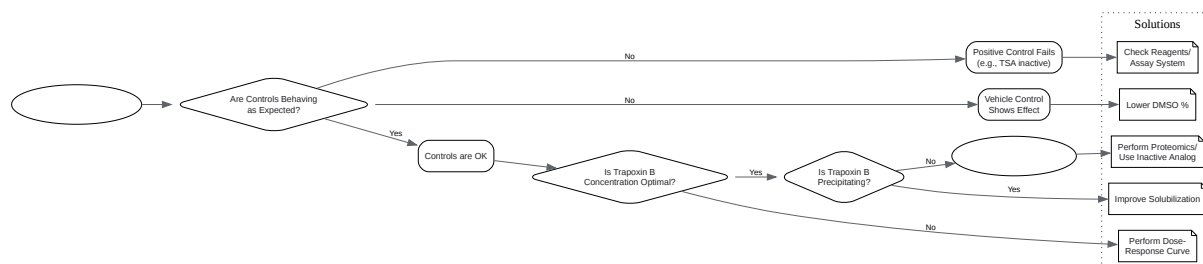 Solutions
No
Positive Control Fails
(e.g., TSA inactive)
Check Reagents/
Assay System
Are Controls Behaving
as Expected?
No
Vehicle Control
Shows Effect
Lower DMSO %
Yes
Controls are OK
Is Trapoxin B
Concentration Optimal?
Yes
Is Trapoxin B
Precipitating?
No
Perform Proteomics/
Use Inactive Analog
Yes
Improve Solubilization
No
Perform Dose-
Response Curve